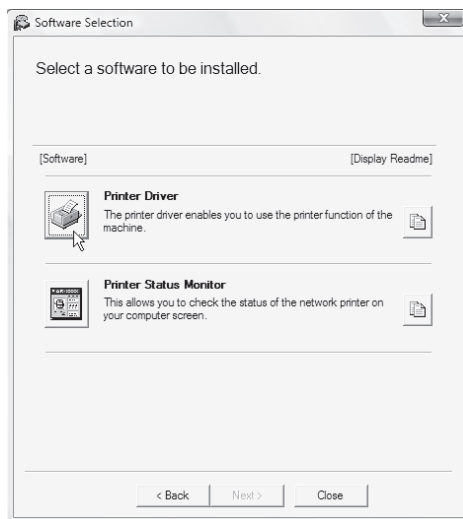 Software Selection
Select a software to be installed.
[Software] [Display Readme]
Printer Driver
The printer driver enables you to use the printer function of the
machine.
Printer Status Monitor
This allows you to check the status of the network printer on
your computer screen.
< Back Next > Close